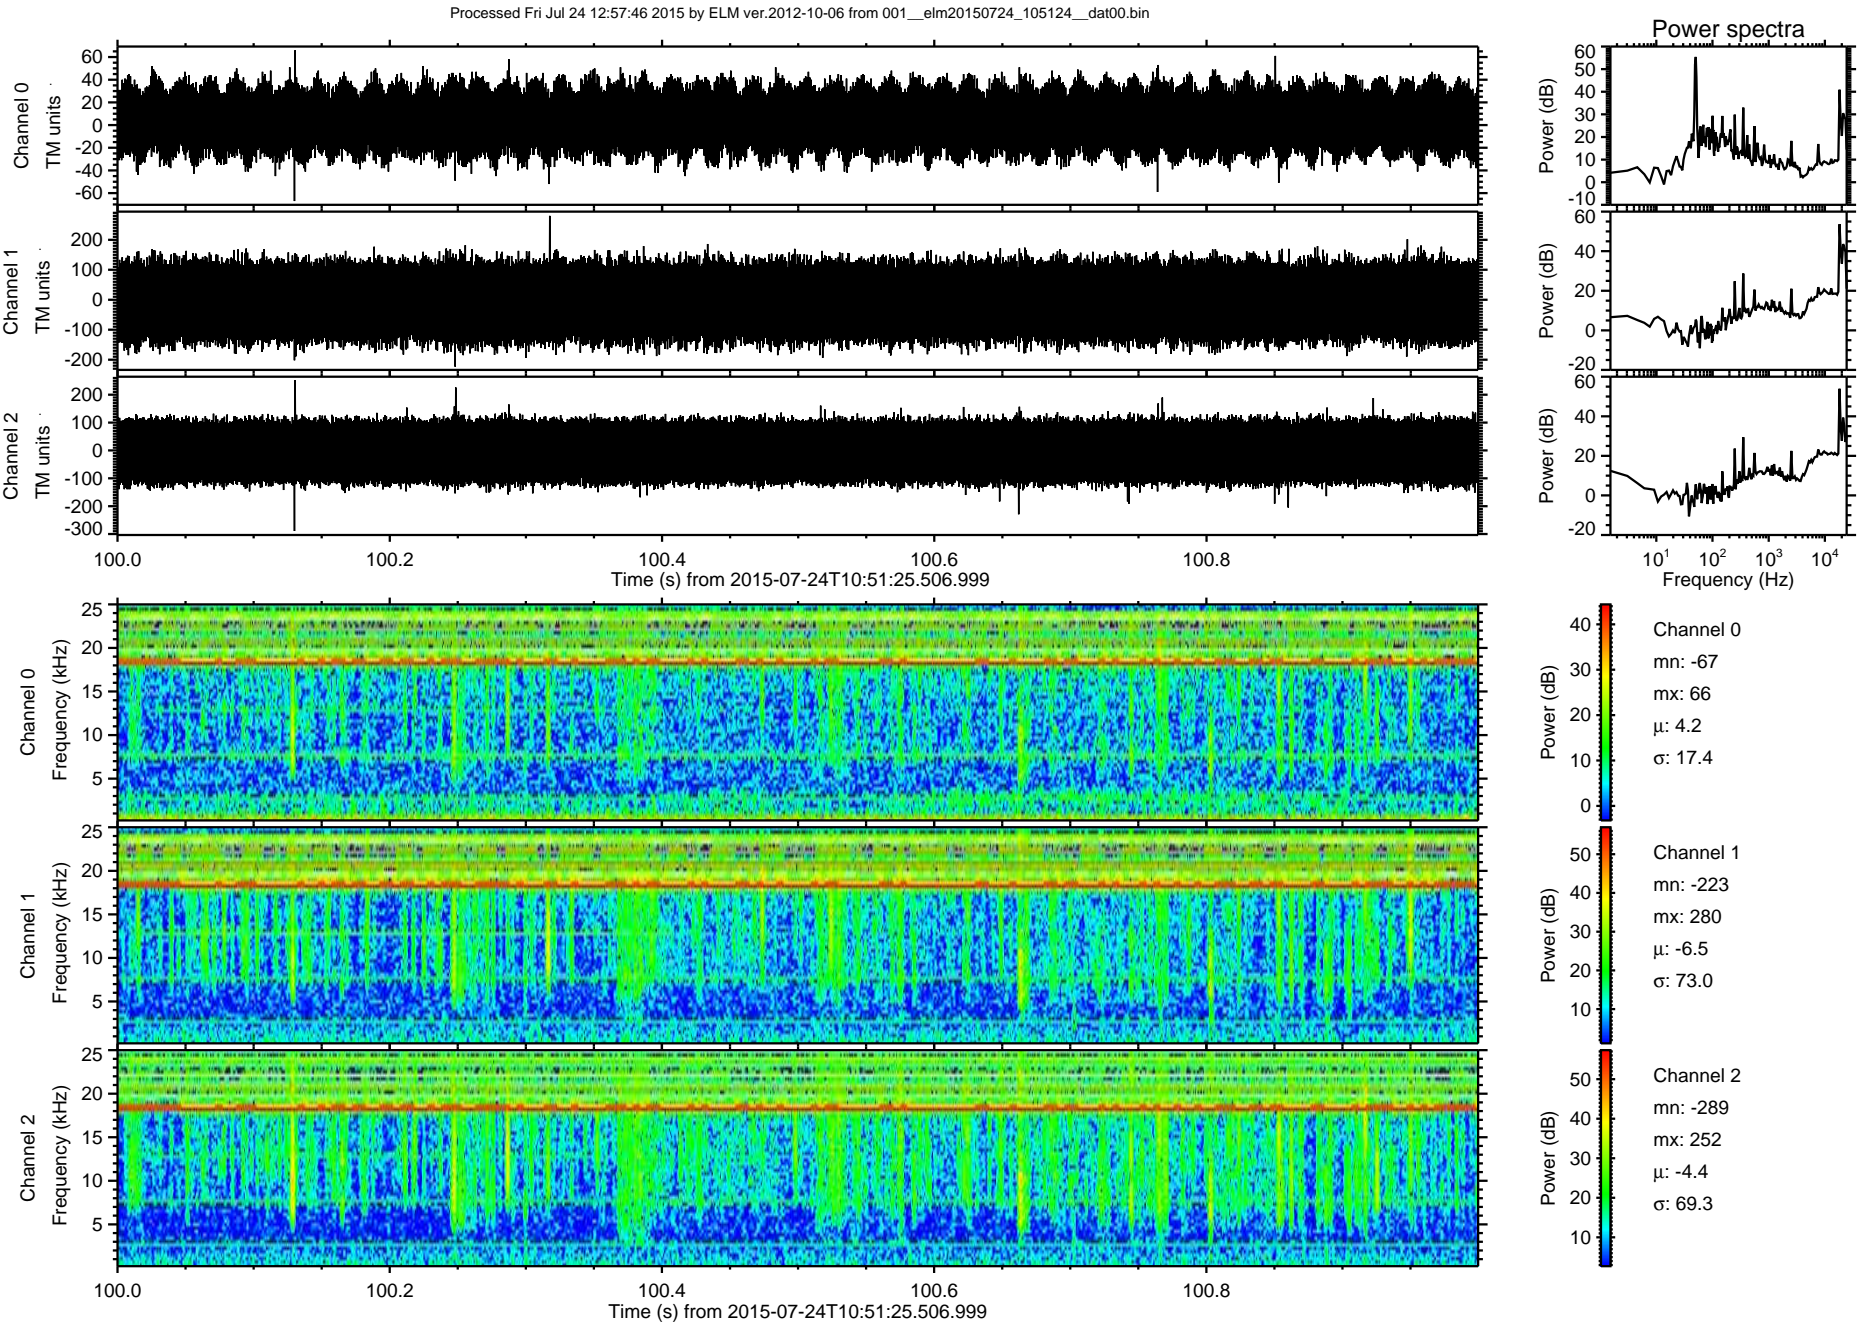 Processed Fri Jul 24 12:57:46 2015 by ELM ver.2012-10-06 from 001__elm20150724_105124__dat00.bin
Power spectra
Channel 0
TM units
60
40
20
0
-20
-40
-60
Power (dB)
60
50
40
30
20
10
0
-10
Channel 1
TM units
200
100
0
-100
-200
Power (dB)
60
40
20
0
-20
Channel 2
TM units
200
100
0
-100
-200
-300
Power (dB)
60
40
20
0
-20
100.0 100.2 100.4 100.6 100.8
Time (s) from 2015-07-24T10:51:25.506.999
10^1 10^2 10^3 10^4
Frequency (Hz)
Channel 0
Frequency (kHz)
25
20
15
10
5
Power (dB)
40
30
20
10
0
Channel 0
mn: -67
mx: 66
μ: 4.2
σ: 17.4
Channel 1
Frequency (kHz)
25
20
15
10
5
Power (dB)
50
40
30
20
10
Channel 1
mn: -223
mx: 280
μ: -6.5
σ: 73.0
Channel 2
Frequency (kHz)
25
20
15
10
5
Power (dB)
50
40
30
20
10
Channel 2
mn: -289
mx: 252
μ: -4.4
σ: 69.3
100.0 100.2 100.4 100.6 100.8
Time (s) from 2015-07-24T10:51:25.506.999